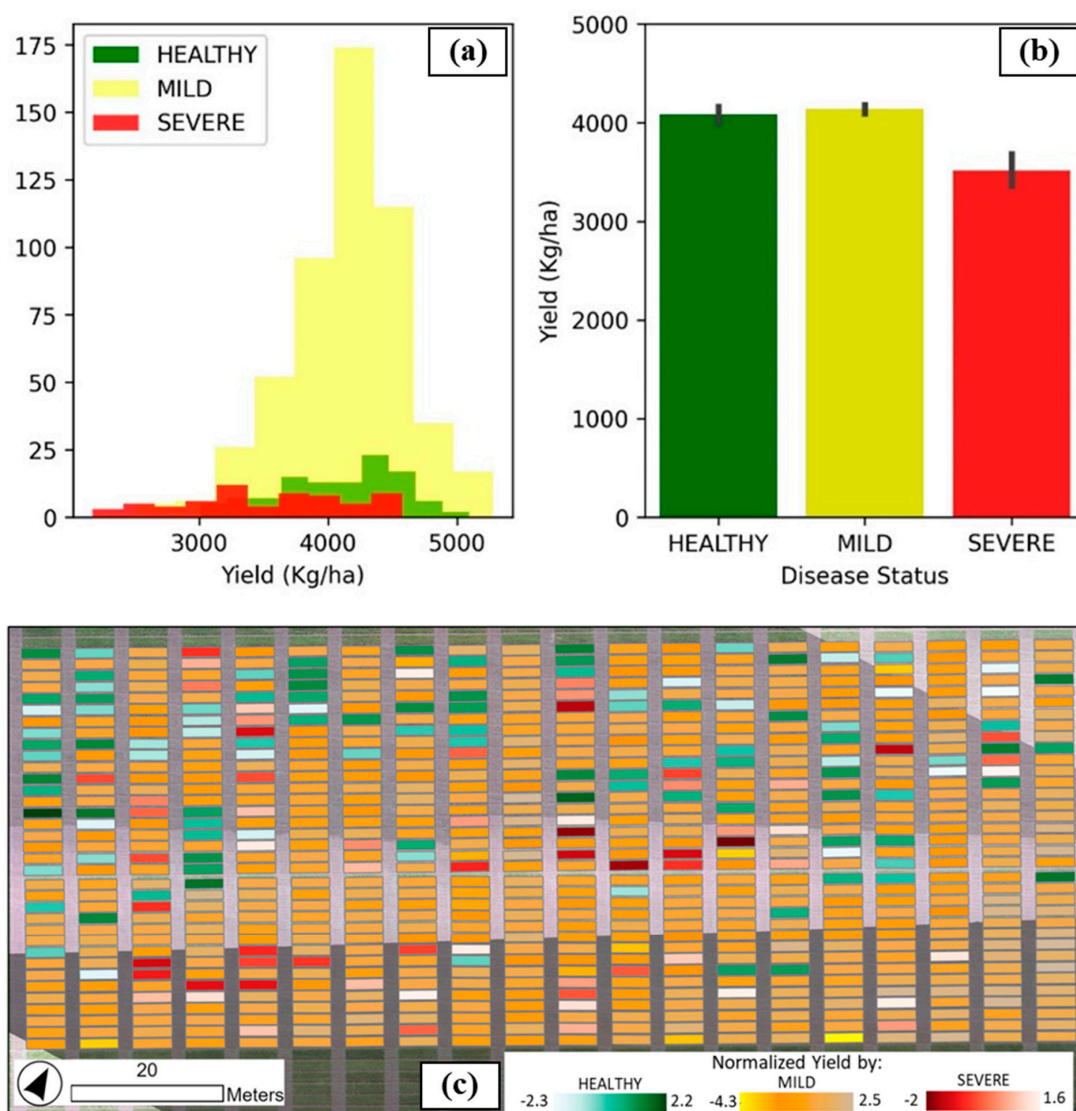 HEALTHY
MILD
SEVERE
(a)
175
150
125
100
75
50
25
0
3000 4000 5000
Yield (Kg/ha)
(b)
5000
4000
3000
2000
1000
0
Yield (Kg/ha)
HEALTHY MILD SEVERE
Disease Status
20
Meters
(c)
Normalized Yield by:
HEALTHY MILD SEVERE
-2.3 2.2 -4.3 2.5 -2 1.6